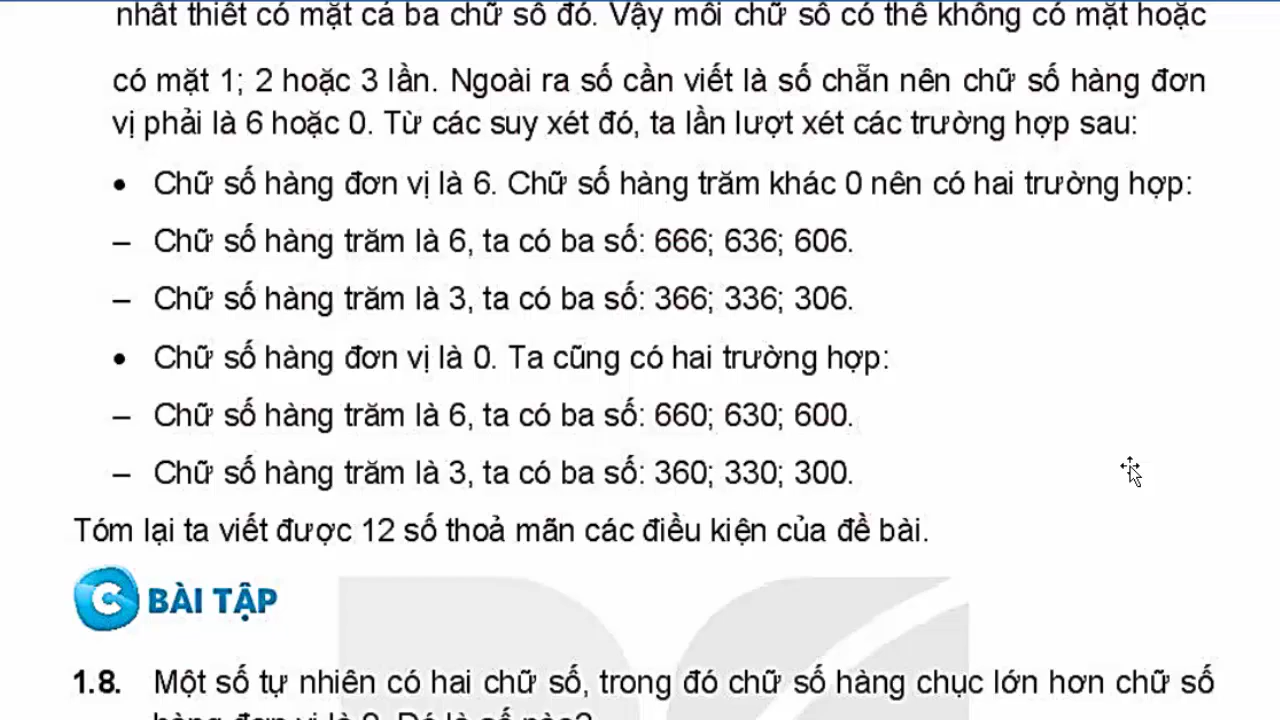 nhất thiết có mặt cả ba chữ số đó. Vậy mỗi chữ số có thể không có mặt hoặc
có mặt 1; 2 hoặc 3 lần. Ngoài ra số cần viết là số chẵn nên chữ số hàng đơn
vị phải là 6 hoặc 0. Từ các suy xét đó, ta lần lượt xét các trường hợp sau:
• Chữ số hàng đơn vị là 6. Chữ số hàng trăm khác 0 nên có hai trường hợp:
– Chữ số hàng trăm là 6, ta có ba số: 666; 636; 606.
– Chữ số hàng trăm là 3, ta có ba số: 366; 336; 306.
• Chữ số hàng đơn vị là 0. Ta cũng có hai trường hợp:
– Chữ số hàng trăm là 6, ta có ba số: 660; 630; 600.
– Chữ số hàng trăm là 3, ta có ba số: 360; 330; 300.
Tóm lại ta viết được 12 số thoả mãn các điều kiện của đề bài.
C BÀI TẬP
1.8. Một số tự nhiên có hai chữ số, trong đó chữ số hàng chục lớn hơn chữ số
hàng đơn vị là 9. Đó là số nào?